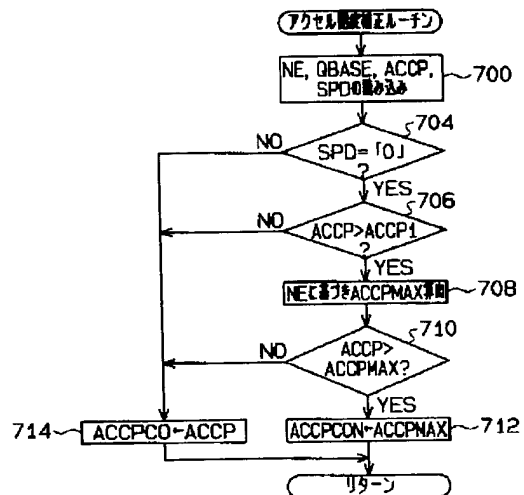 アクセル開度補正ルーチン
NE, QBASE, ACCP,
SPDの読み込み
700
704
NO
SPD=「0」
?
YES
706
NO
ACCP>ACCP1
?
YES
NEに基づきACCPMAX算出
708
710
NO
ACCP>
ACCPMAX?
YES
714
ACCPCO←ACCP
ACCPCON←ACCPMAX
712
リターン